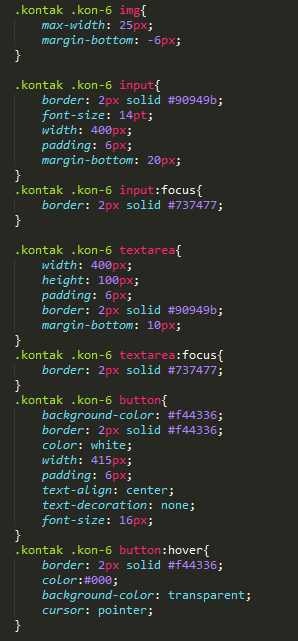 .kontak .kon-6 img{
max-width: 25px;
margin-bottom: -6px;
}
.kontak .kon-6 input{
border: 2px solid #90949b;
font-size: 14pt;
width: 400px;
padding: 6px;
margin-bottom: 20px;
}
.kontak .kon-6 input:focus{
border: 2px solid #737477;
}
.kontak .kon-6 textarea{
width: 400px;
height: 100px;
padding: 6px;
border: 2px solid #90949b;
margin-bottom: 10px;
}
.kontak .kon-6 textarea:focus{
border: 2px solid #737477;
}
.kontak .kon-6 button{
background-color: #f44336;
border: 2px solid #f44336;
color: white;
width: 415px;
padding: 6px;
text-align: center;
text-decoration: none;
font-size: 16px;
}
.kontak .kon-6 button:hover{
border: 2px solid #f44336;
color:#000;
background-color: transparent;
cursor: pointer;
}